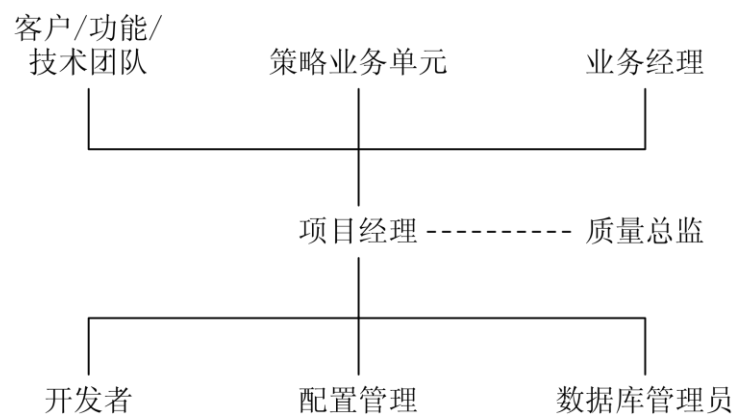 客户/功能/
技术团队
策略业务单元
业务经理
项目经理
质量总监
开发者
配置管理
数据库管理员